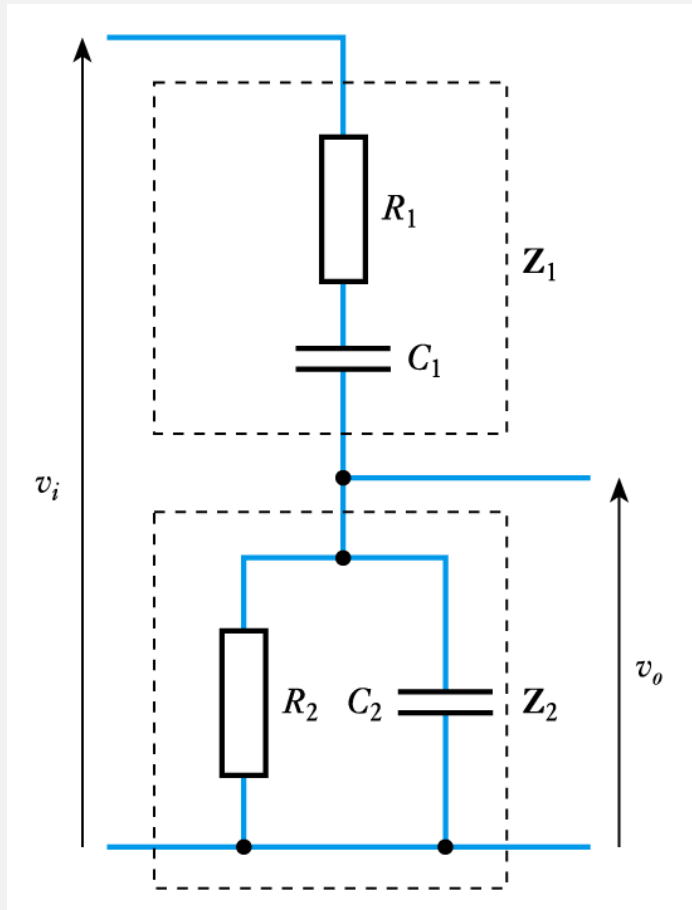 R₁
Z₁
C₁
vᵢ
R₂ C₂ Z₂
vₒ